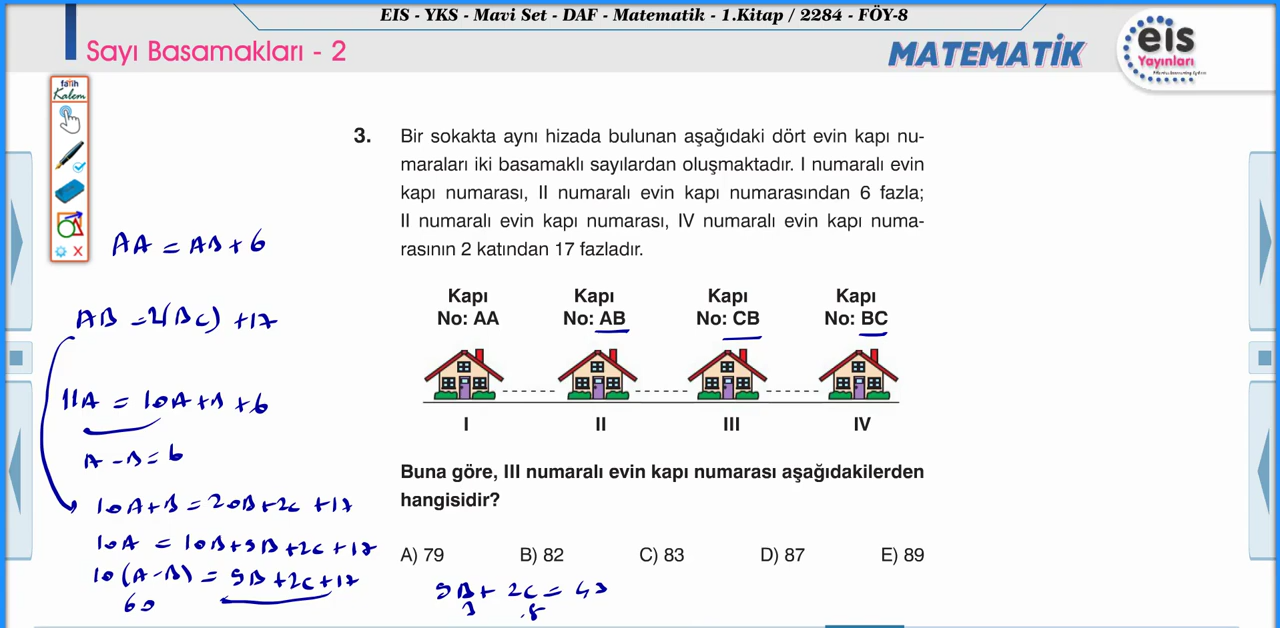 EIS - YKS - Mavi Set - DAF - Matematik - 1.Kitap / 2284 - FÖY-8
Sayı Basamakları - 2
MATEMATİK
eis
Yayınları
fatih
Kalem
3. Bir sokakta aynı hizada bulunan aşağıdaki dört evin kapı nu-
maraları iki basamaklı sayılardan oluşmaktadır. I numaralı evin
kapı numarası, II numaralı evin kapı numarasından 6 fazla;
II numaralı evin kapı numarası, IV numaralı evin kapı numa-
rasının 2 katından 17 fazladır.
Kapı No: AA
Kapı No: AB
Kapı No: CB
Kapı No: BC
I II III IV
Buna göre, III numaralı evin kapı numarası aşağıdakilerden
hangisidir?
A) 79 B) 82 C) 83 D) 87 E) 89
AA = AB + 6
AB = 2(BC) + 17
11A = 10A + B + 6
A - B = 6
10A + B = 20B + 2C + 17
10A = 10B + 9B + 2C + 17
10(A - B) = 9B + 2C + 17
60
9B + 2C = 43
3 8